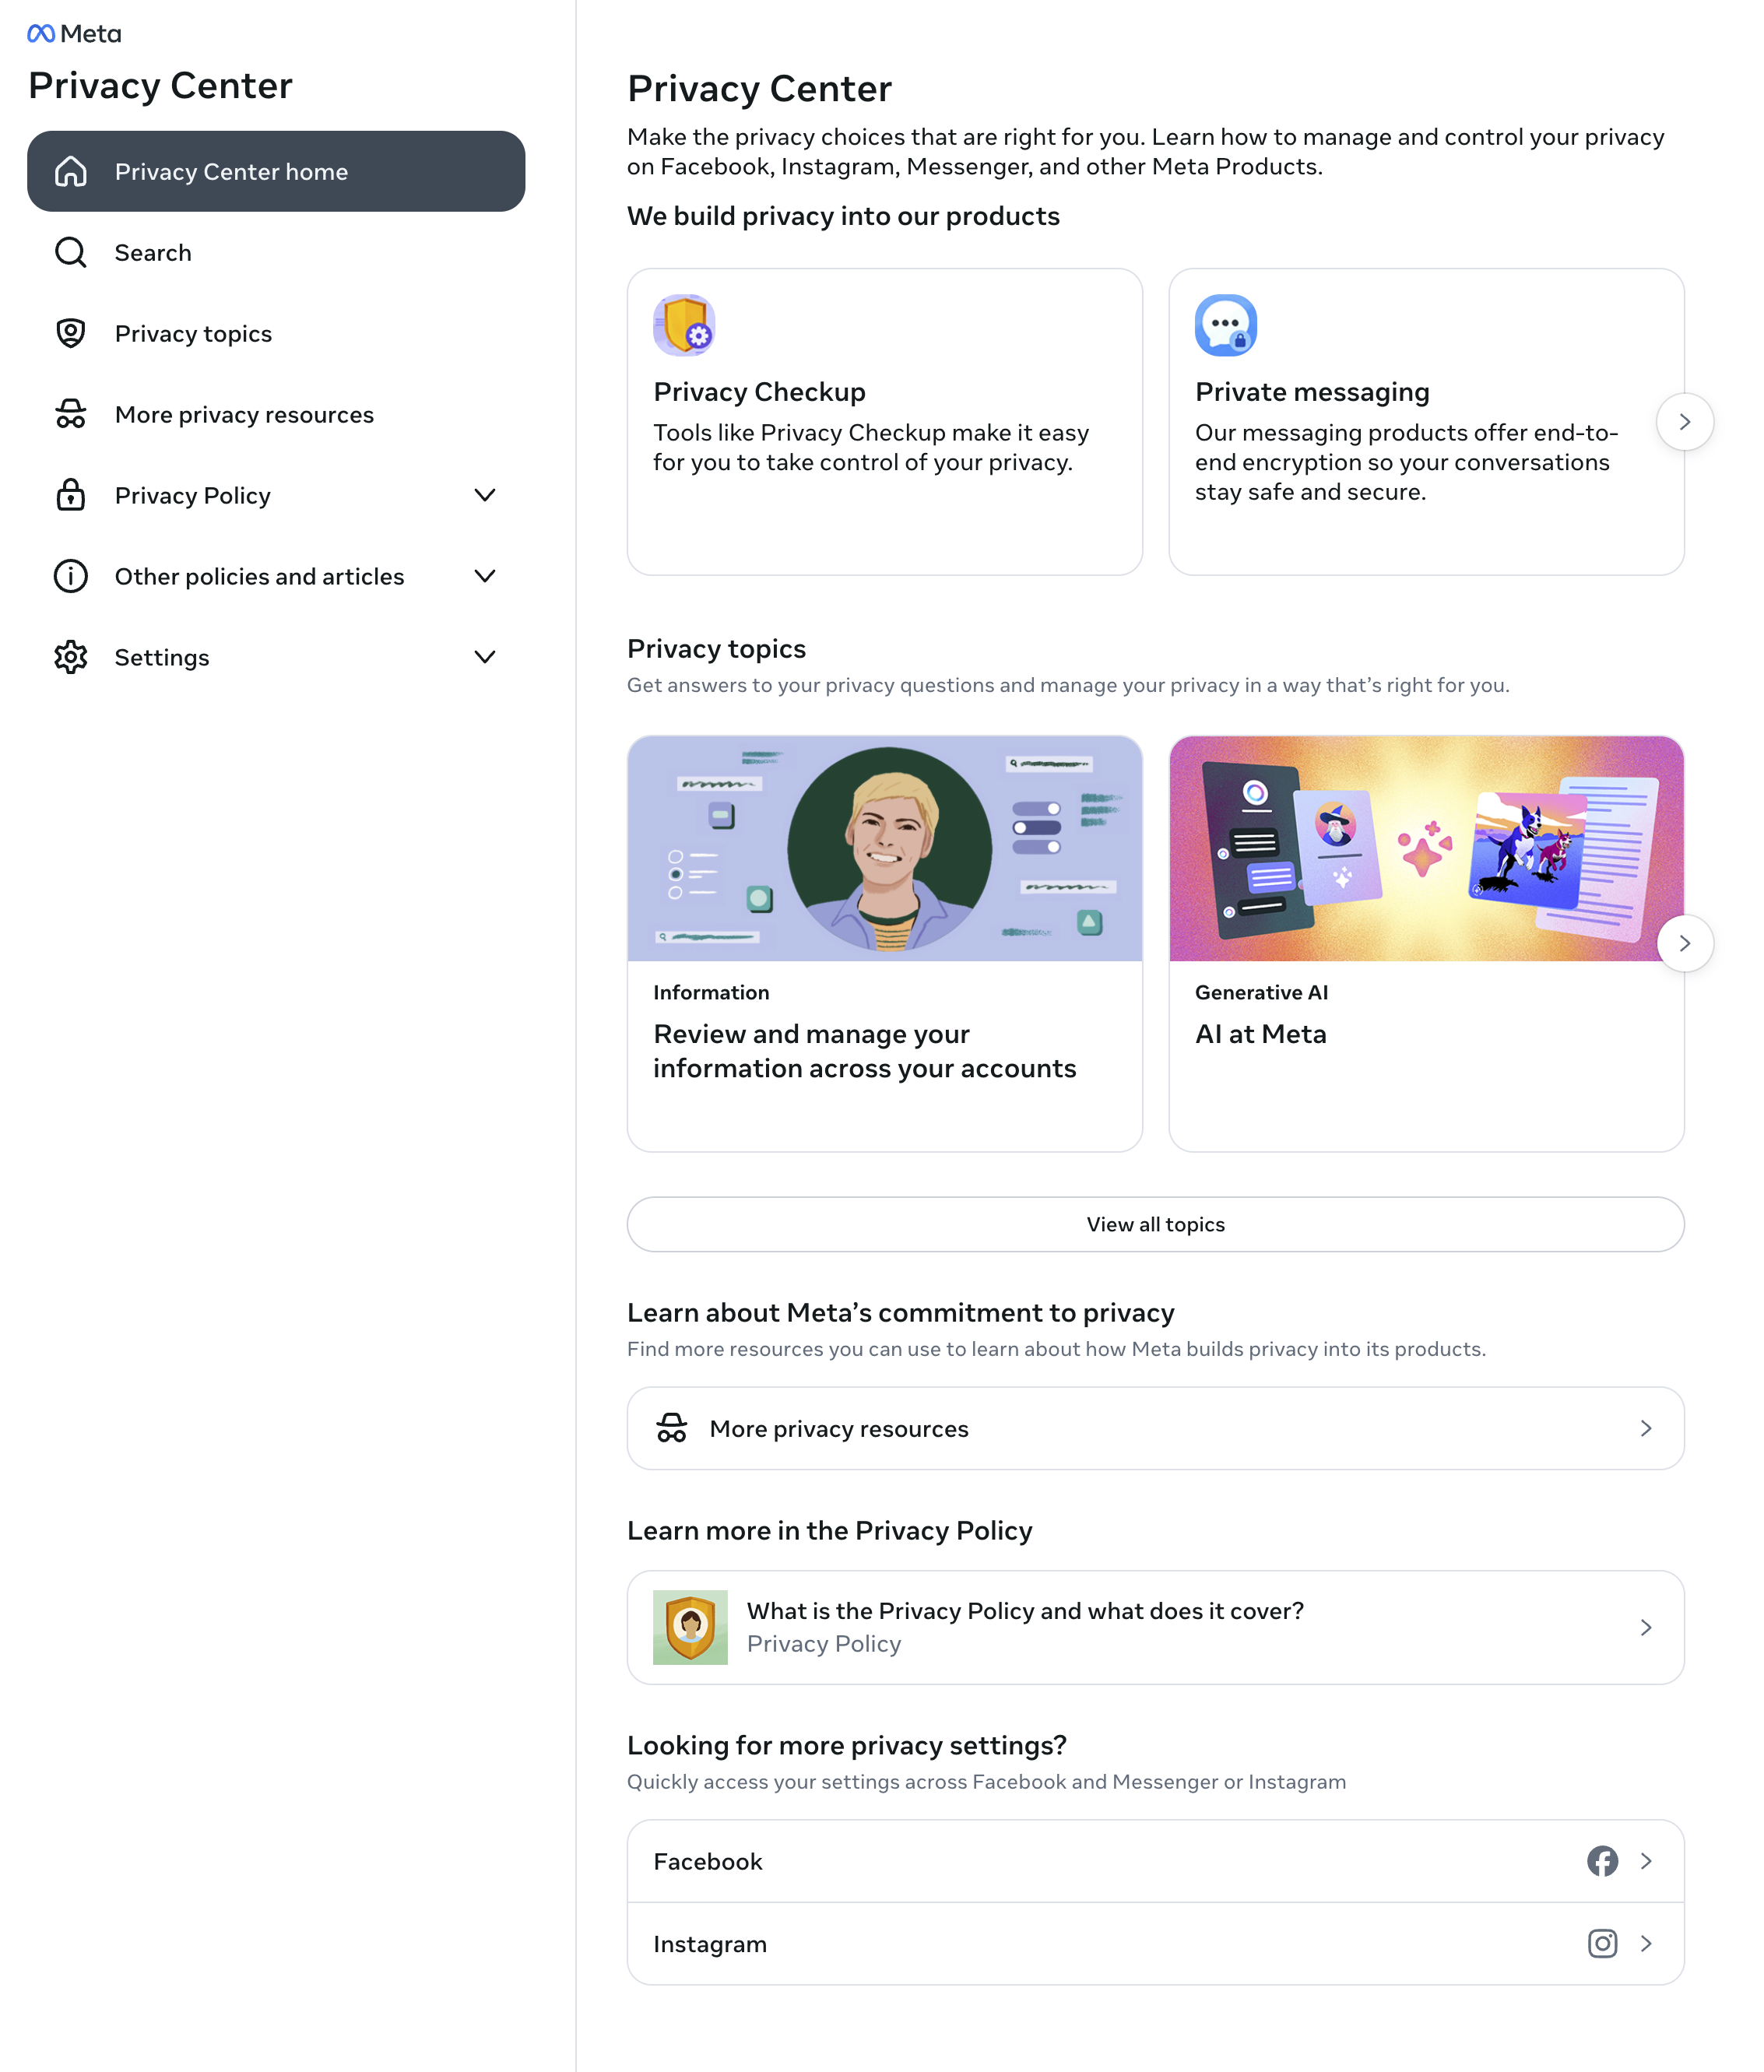 Meta
Privacy Center
Privacy Center home
Search
Privacy topics
More privacy resources
Privacy Policy
Other policies and articles
Settings
Privacy Center
Make the privacy choices that are right for you. Learn how to manage and control your privacy
on Facebook, Instagram, Messenger, and other Meta Products.
We build privacy into our products
Privacy Checkup
Tools like Privacy Checkup make it easy
for you to take control of your privacy.
Private messaging
Our messaging products offer end-to-
end encryption so your conversations
stay safe and secure.
Privacy topics
Get answers to your privacy questions and manage your privacy in a way that’s right for you.
Information
Review and manage your
information across your accounts
Generative AI
AI at Meta
View all topics
Learn about Meta’s commitment to privacy
Find more resources you can use to learn about how Meta builds privacy into its products.
More privacy resources
Learn more in the Privacy Policy
What is the Privacy Policy and what does it cover?
Privacy Policy
Looking for more privacy settings?
Quickly access your settings across Facebook and Messenger or Instagram
Facebook
Instagram